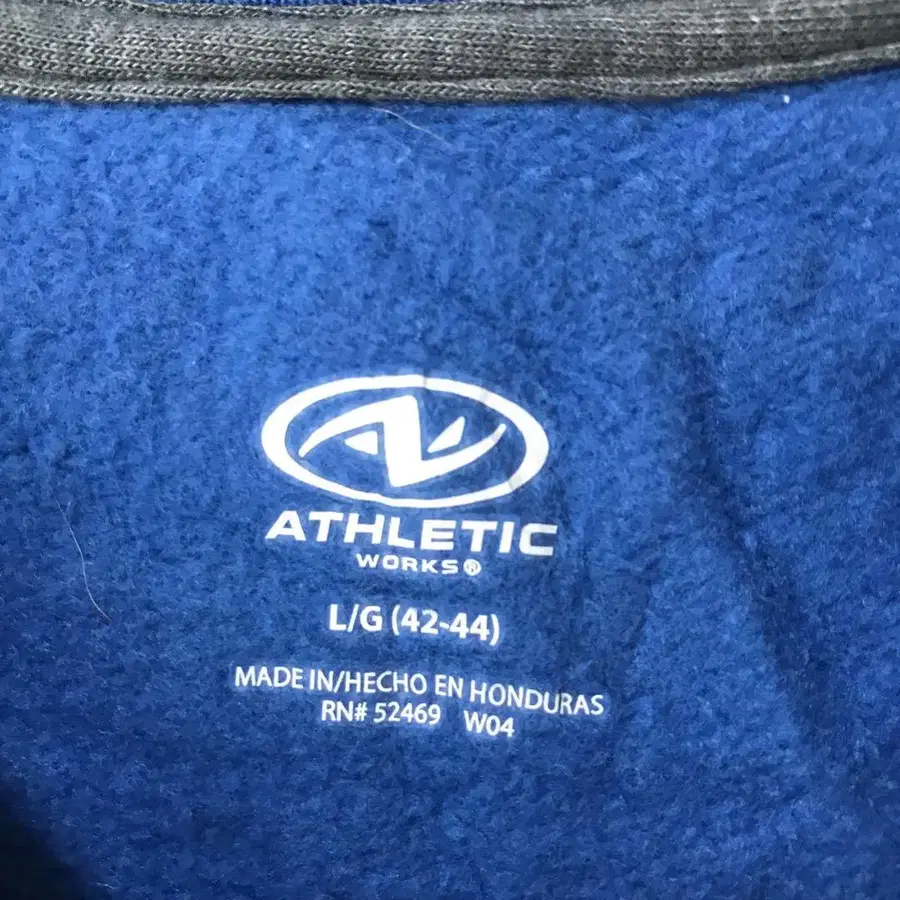 ATHLETIC
WORKS®
L/G (42-44)
MADE IN/HECHO EN HONDURAS
RN# 52469 W04